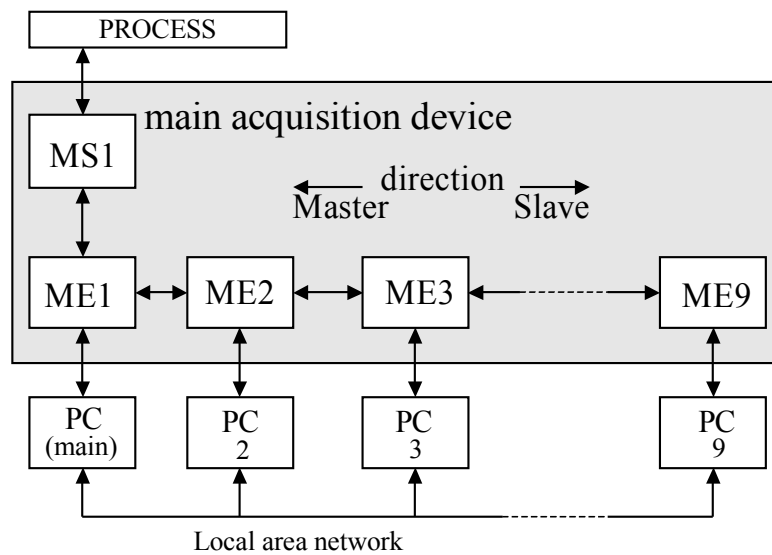 PROCESS
main acquisition device
MS1
direction
Master
Slave
ME1
ME2
ME3
ME9
PC
(main)
PC
2
PC
3
PC
9
Local area network